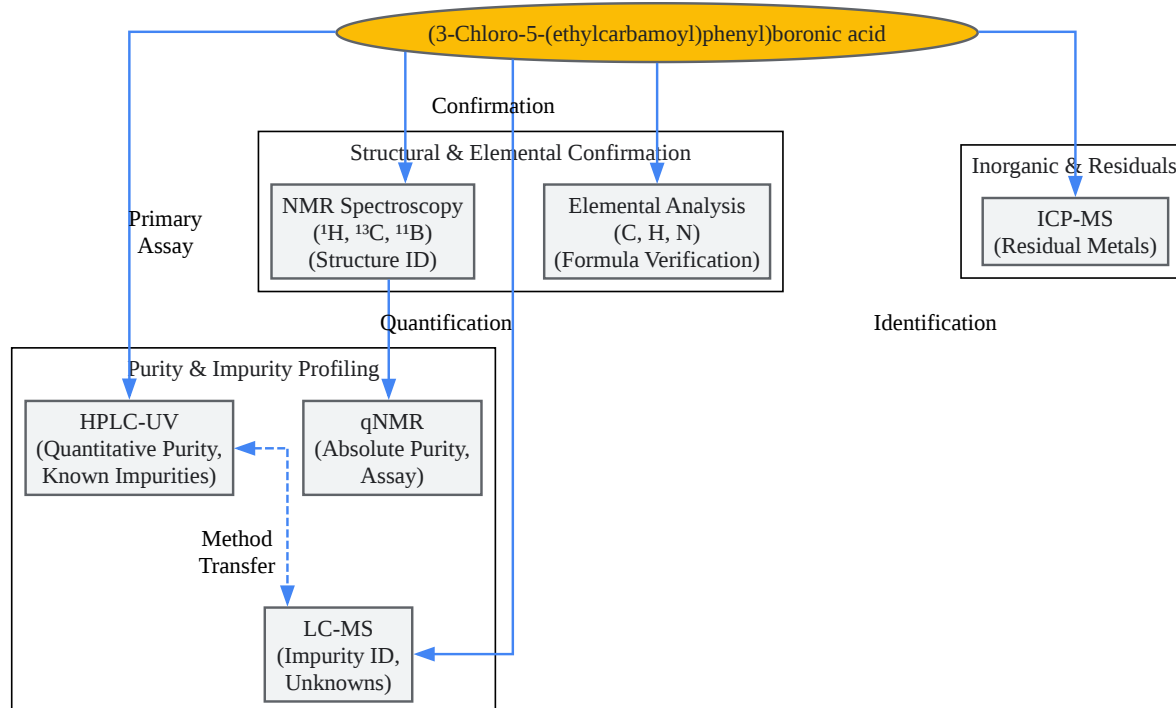 (3-Chloro-5-(ethylcarbamoyl)phenyl)boronic acid
Confirmation
Structural & Elemental Confirmation
Inorganic & Residuals
NMR Spectroscopy
(¹H, ¹³C, ¹¹B)
(Structure ID)
Elemental Analysis
(C, H, N)
(Formula Verification)
ICP-MS
(Residual Metals)
Primary
Assay
Quantification
Identification
Purity & Impurity Profiling
HPLC-UV
(Quantitative Purity,
Known Impurities)
qNMR
(Absolute Purity,
Assay)
Method
Transfer
LC-MS
(Impurity ID,
Unknowns)